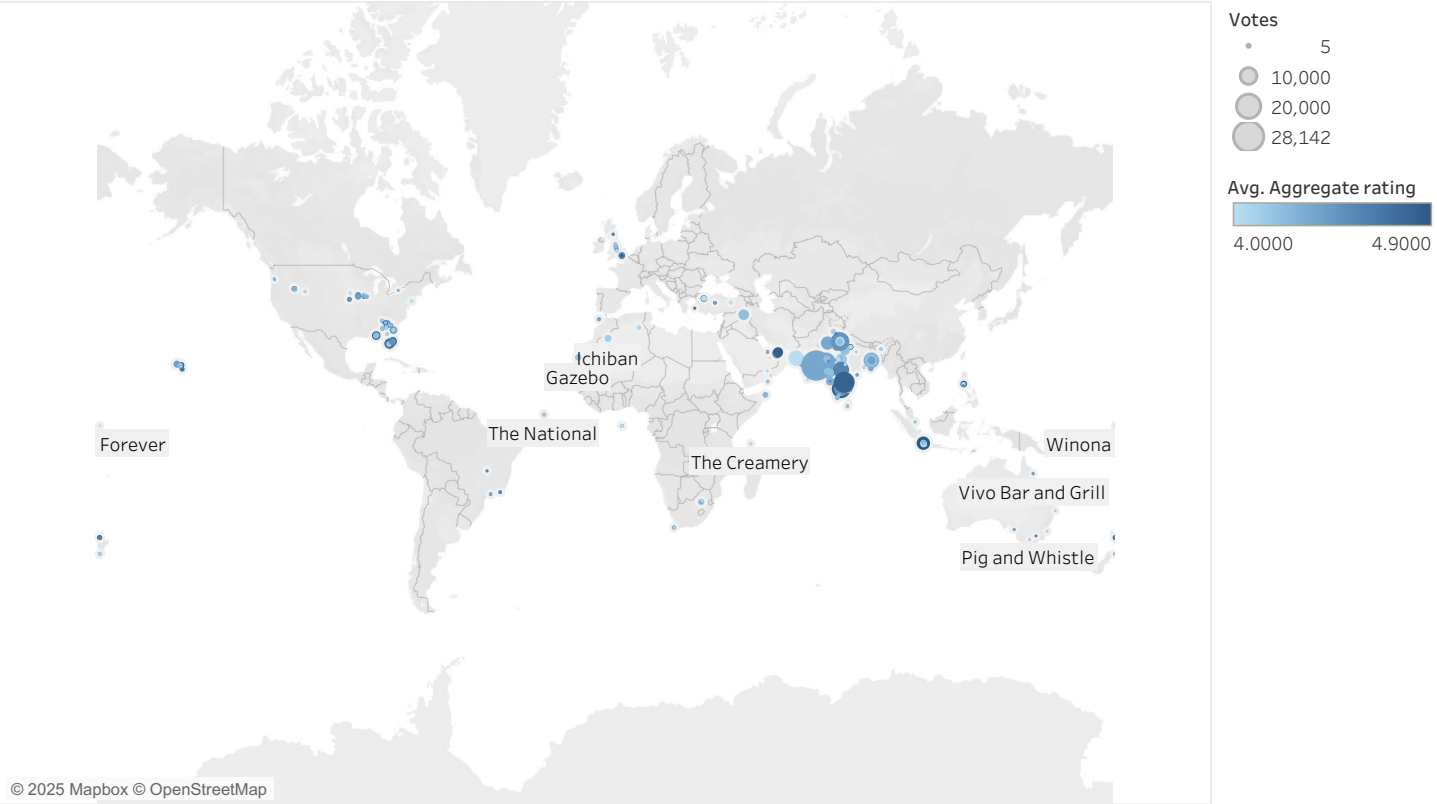 Votes
5
10,000
20,000
28,142
Avg. Aggregate rating
4.0000 4.9000
Ichiban
Gazebo
The National
Forever
Winona
The Creamery
Vivo Bar and Grill
Pig and Whistle
© 2025 Mapbox © OpenStreetMap